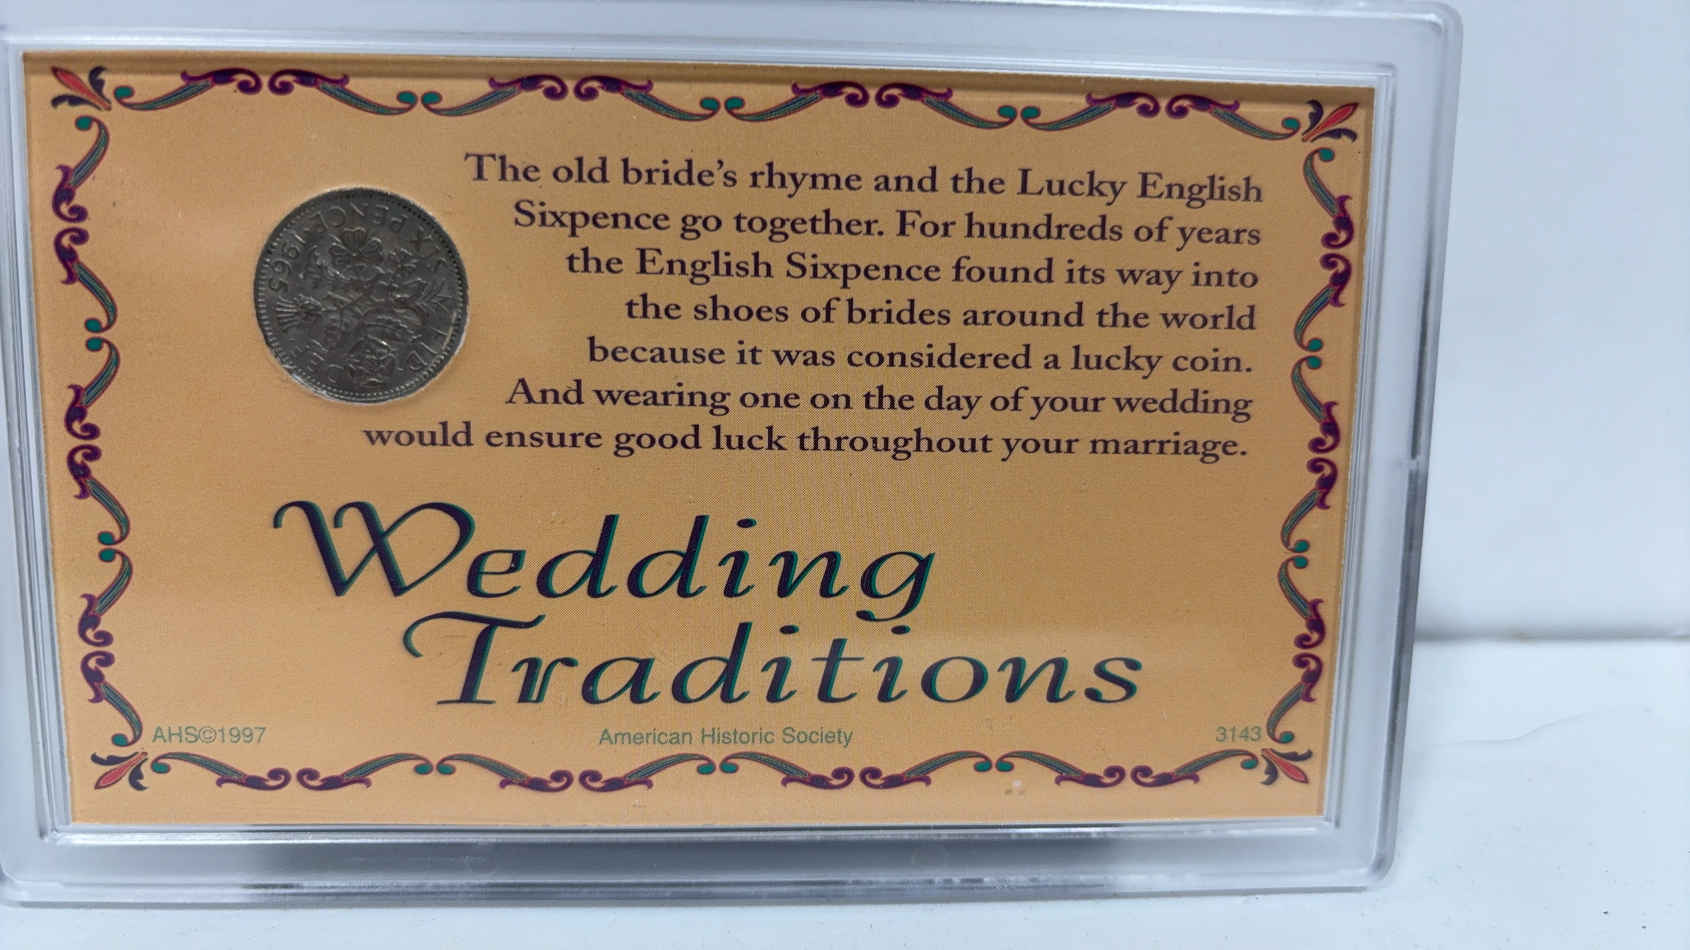 The old bride's rhyme and the Lucky English
Sixpence go together. For hundreds of years
the English Sixpence found its way into
the shoes of brides around the world
because it was considered a lucky coin.
And wearing one on the day of your wedding
would ensure good luck throughout your marriage.
SIX PENCE 1965
Wedding
Traditions
AHS©1997
American Historic Society
3143